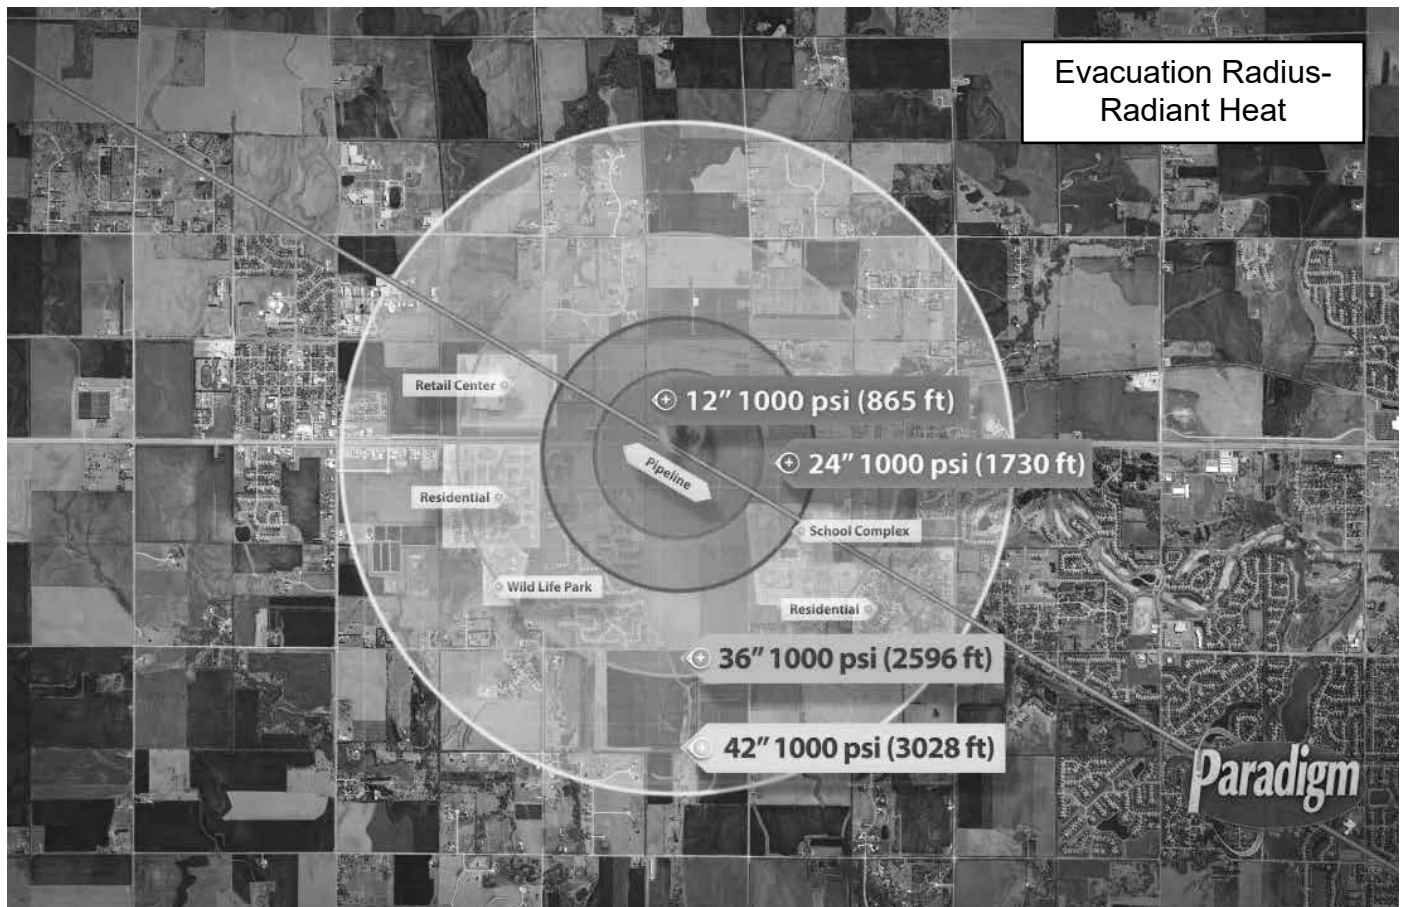 Evacuation Radius-
Radiant Heat
Retail Center
12” 1000 psi (865 ft)
24” 1000 psi (1730 ft)
Pipeline
Residential
School Complex
Wild Life Park
Residential
36” 1000 psi (2596 ft)
42” 1000 psi (3028 ft)
Paradigm